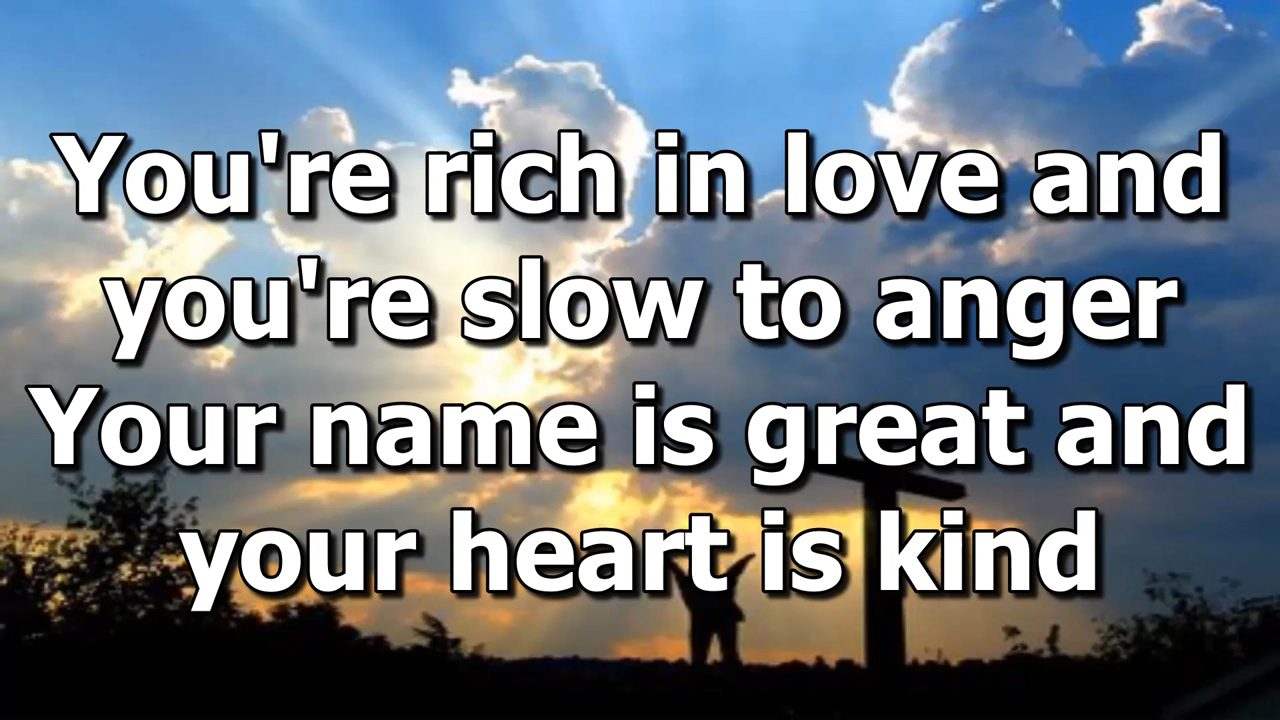 You're rich in love and
you're slow to anger
Your name is great and
your heart is kind